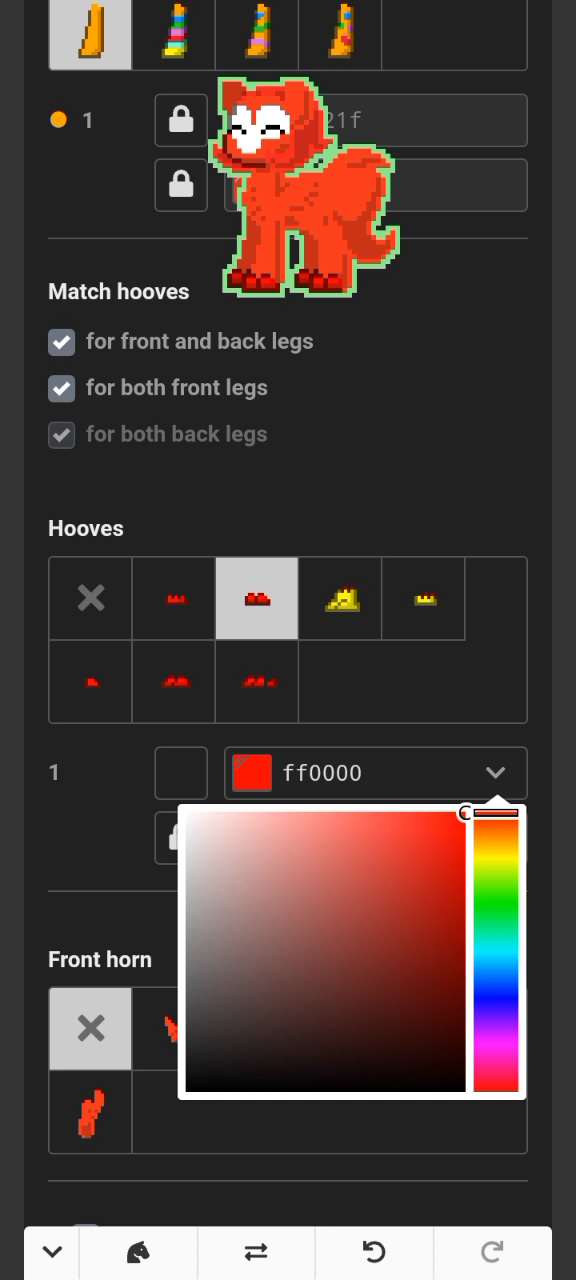 1
21f
Match hooves
for front and back legs
for both front legs
for both back legs
Hooves
1
ff0000
Front horn